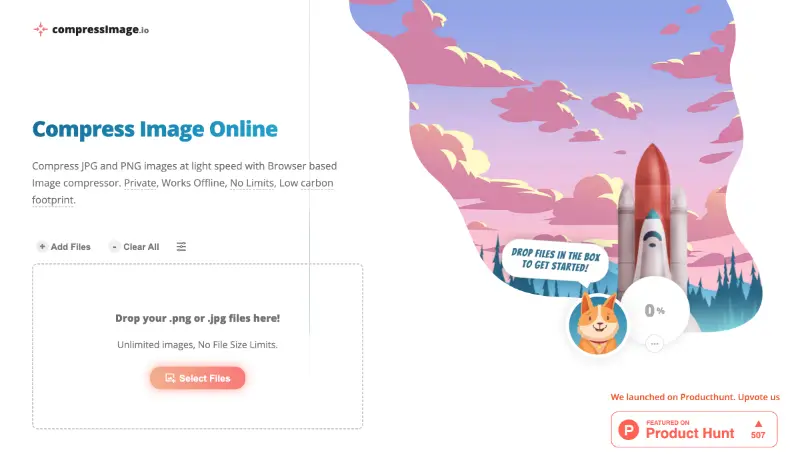 compressImage.io
Compress Image Online
Compress JPG and PNG images at light speed with Browser based
Image compressor. Private, Works Offline, No Limits, Low carbon
footprint.
+ Add Files
- Clear All
Drop your .png or .jpg files here!
Unlimited images, No File Size Limits.
Select Files
DROP FILES IN THE BOX
TO GET STARTED!
0%
We launched on Producthunt. Upvote us
P
FEATURED ON
Product Hunt
▲
507